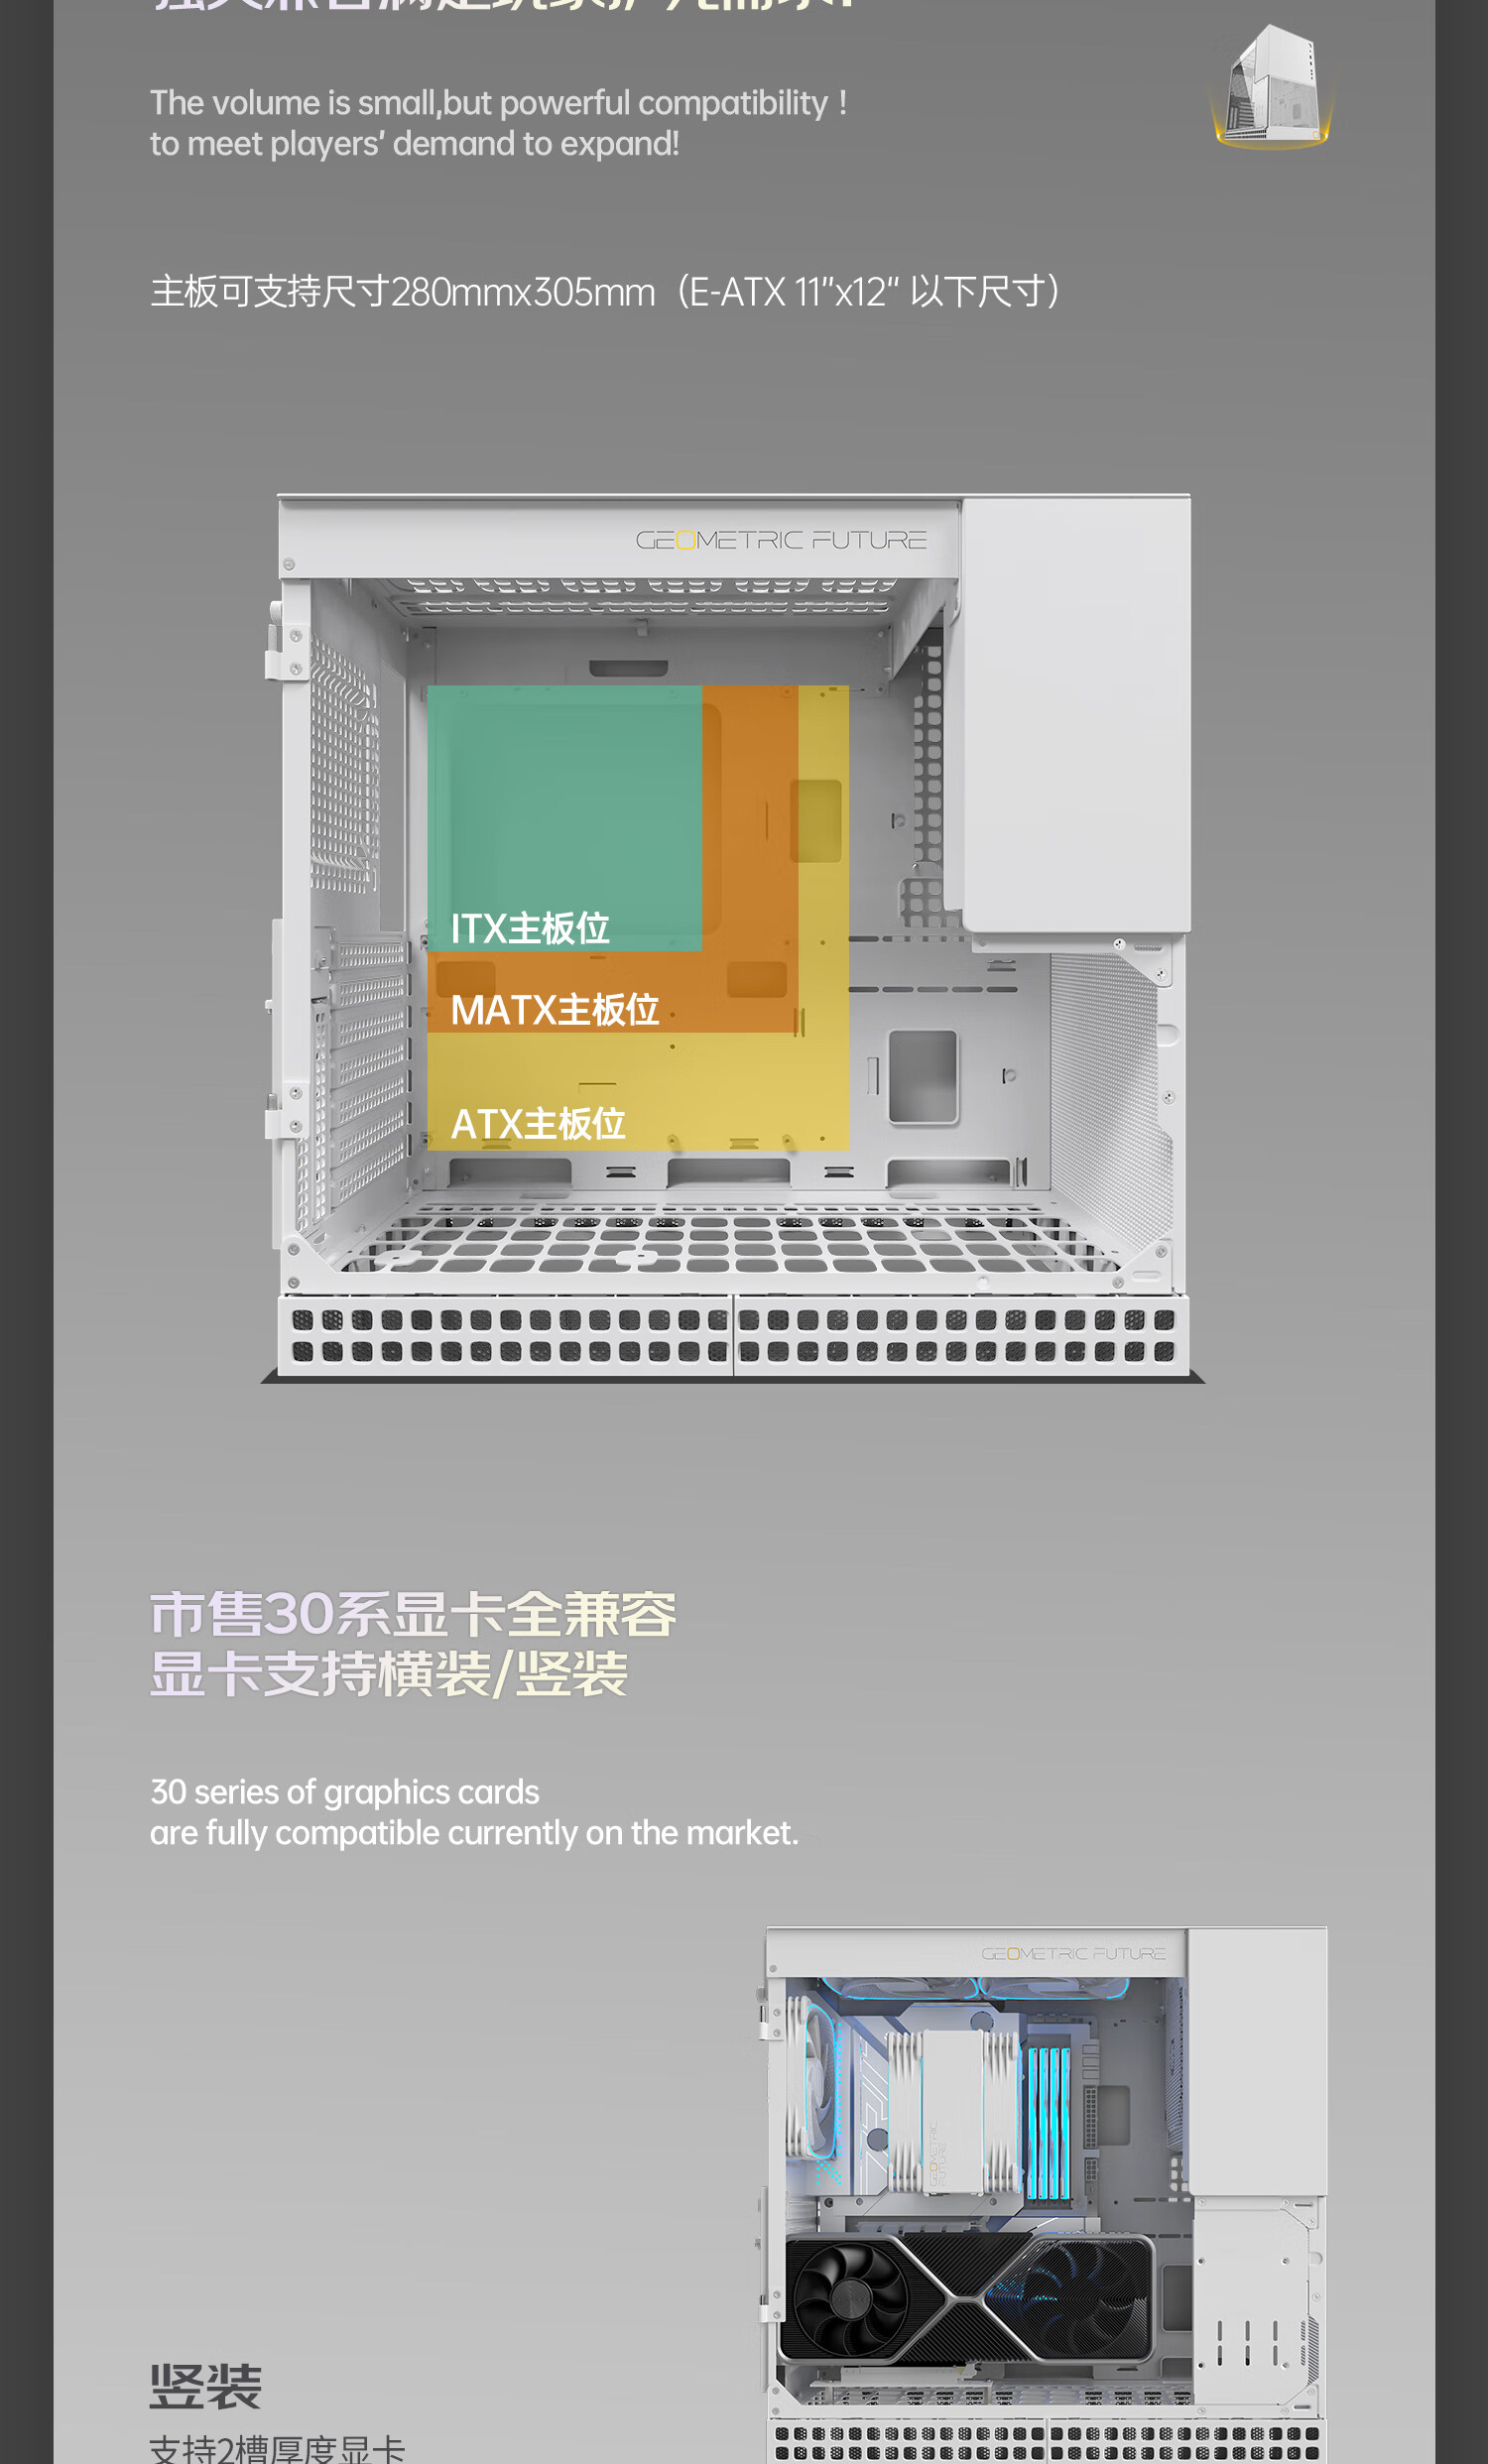 The volume is small,but powerful compatibility！
to meet players’ demand to expand!
主板可支持尺寸280mmx305mm（E-ATX 11”x12“ 以下尺寸）
GEOMETRIC FUTURE
ITX主板位
MATX主板位
ATX主板位
市售30系显卡全兼容
显卡支持横装/竖装
30 series of graphics cards
are fully compatible currently on the market.
GEOMETRIC FUTURE
GEOMETRIC
FUTURE
竖装
支持2槽厚度显卡